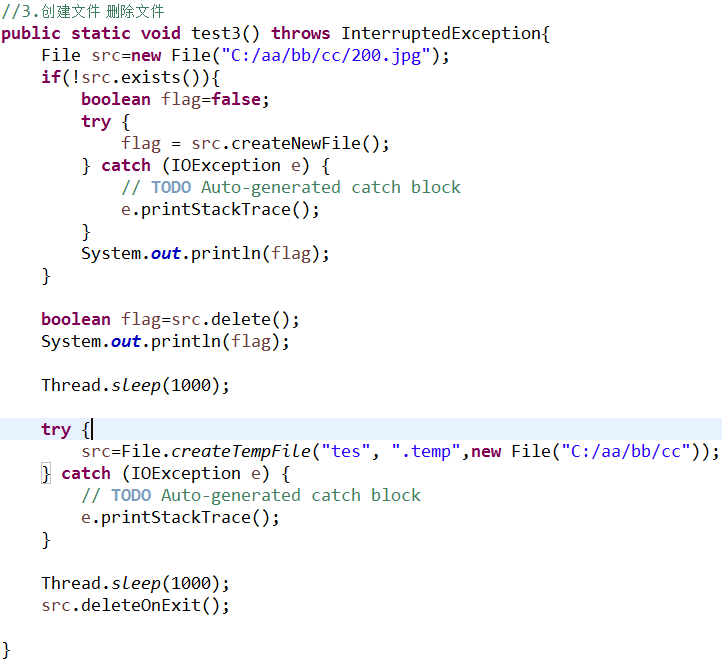 //3.创建文件 删除文件
public static void test3() throws InterruptedException{
    File src=new File("C:/aa/bb/cc/200.jpg");
    if(!src.exists()){
        boolean flag=false;
        try {
            flag = src.createNewFile();
        } catch (IOException e) {
            // TODO Auto-generated catch block
            e.printStackTrace();
        }
        System.out.println(flag);
    }
    boolean flag=src.delete();
    System.out.println(flag);
    Thread.sleep(1000);
    try {
        src=File.createTempFile("tes", ".temp",new File("C:/aa/bb/cc"));
    } catch (IOException e) {
        // TODO Auto-generated catch block
        e.printStackTrace();
    }
    Thread.sleep(1000);
    src.deleteOnExit();
}